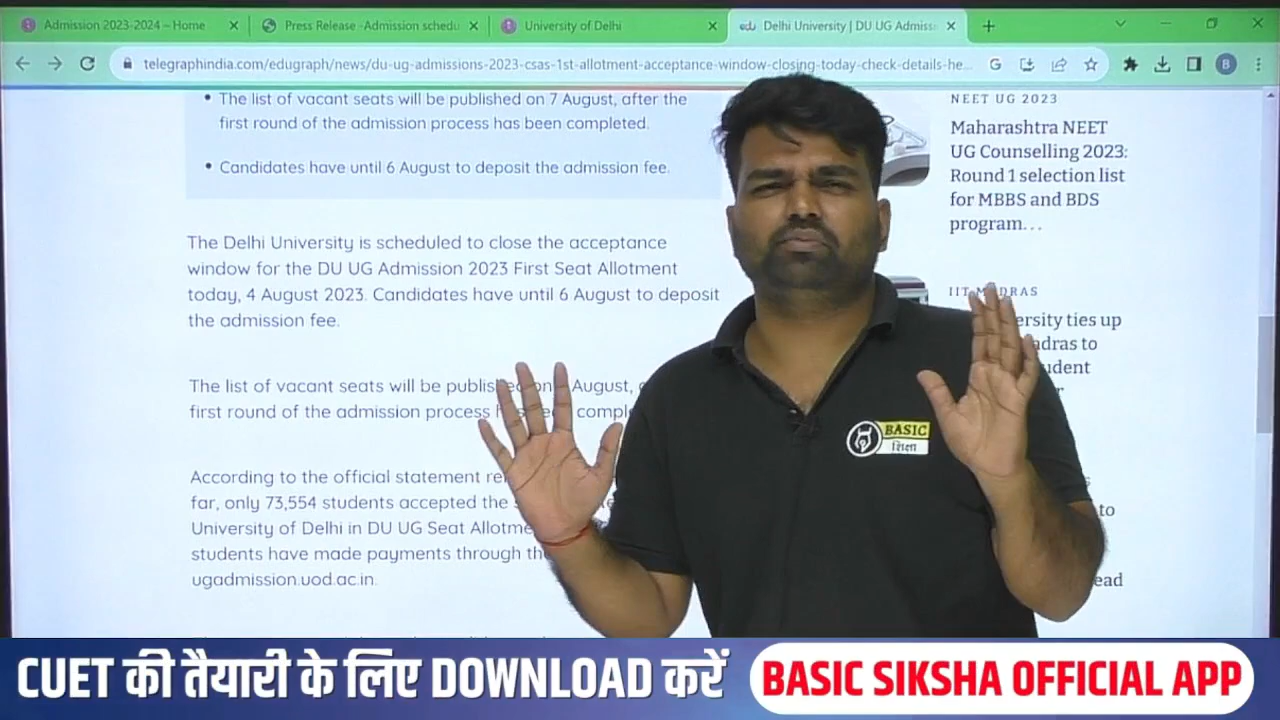 Admission 2023-2024 – Home
Press Release -Admission schedu
University of Delhi
Delhi University | DU UG Admiss
telegraphindia.com/edugraph/news/du-ug-admissions-2023-csas-1st-allotment-acceptance-window-closing-today-check-details-he...
B
• The list of vacant seats will be published on 7 August, after the
first round of the admission process has been completed.
• Candidates have until 6 August to deposit the admission fee.
The Delhi University is scheduled to close the acceptance
window for the DU UG Admission 2023 First Seat Allotment
today, 4 August 2023. Candidates have until 6 August to deposit
the admission fee.
The list of vacant seats will be on August,
first round of the admission process
According to the official statement
far, only 73,554 students accepted the
University of Delhi in DU UG Seat
students have made payments through
ugadmission.uod.ac.in.
NEET UG 2023
Maharashtra NEET
UG Counselling 2023:
Round 1 selection list
for MBBS and BDS
program...
IIT MADRAS
ties up
to
to
BASIC
शिक्षा
CUET की तैयारी के लिए DOWNLOAD करें
BASIC SIKSHA OFFICIAL APP